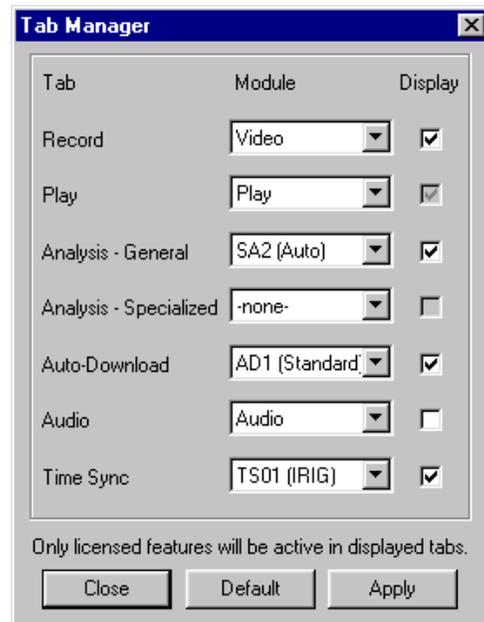 Tab Manager
Tab Module Display
Record Video
Play Play
Analysis - General SA2 (Auto)
Analysis - Specialized -none-
Auto-Download AD1 (Standard)
Audio Audio
Time Sync TS01 (IRIG)
Only licensed features will be active in displayed tabs.
Close Default Apply